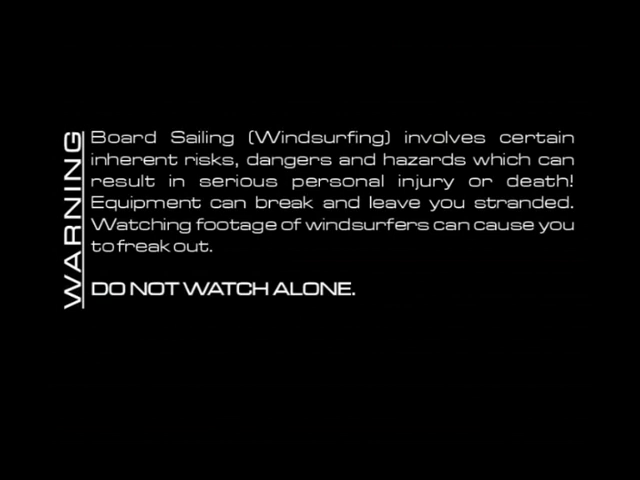 WARNING
Board Sailing (Windsurfing) involves certain
inherent risks, dangers and hazards which can
result in serious personal injury or death!
Equipment can break and leave you stranded.
Watching footage of windsurfers can cause you
to freak out.
DO NOT WATCH ALONE.